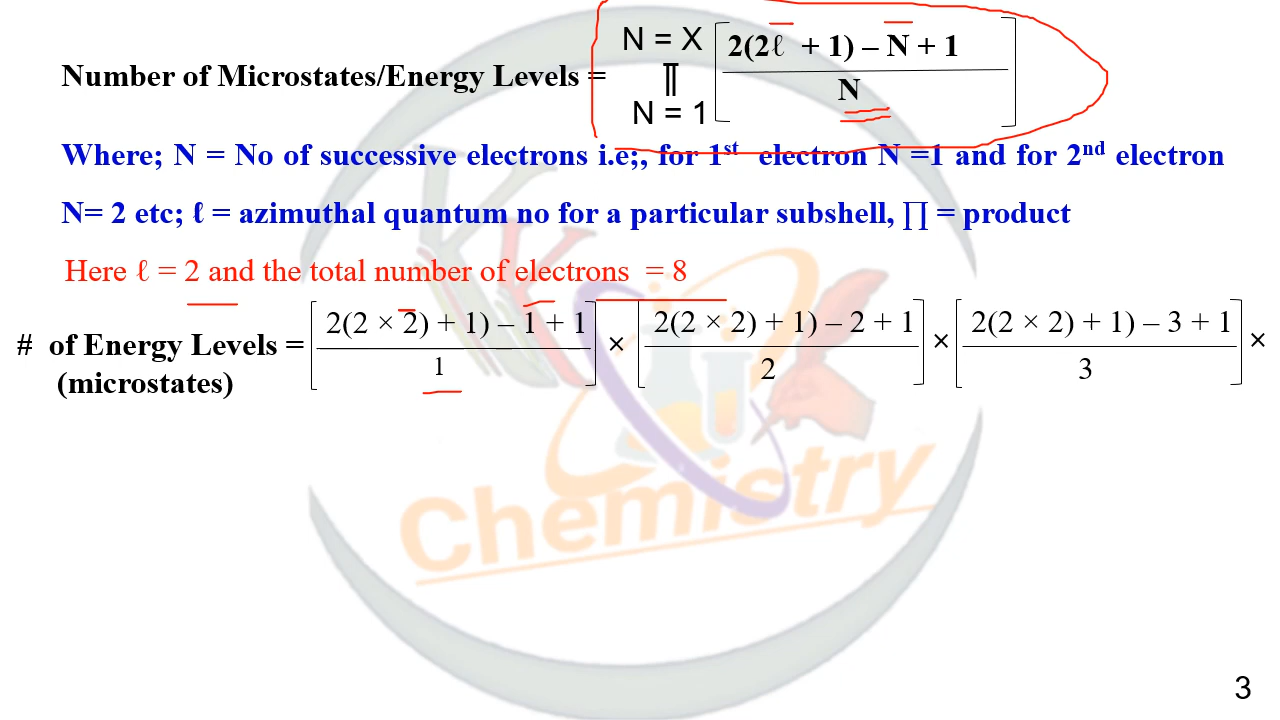 Number of Microstates/Energy Levels = N = X ∏ N = 1 [ 2(2ℓ + 1) – N + 1 / N ]
Where; N = No of successive electrons i.e;, for 1st electron N =1 and for 2nd electron
N= 2 etc; ℓ = azimuthal quantum no for a particular subshell, ∏ = product
Here ℓ = 2 and the total number of electrons = 8
# of Energy Levels = [ 2(2 × 2) + 1) – 1 + 1 / 1 ] × [ 2(2 × 2) + 1) – 2 + 1 / 2 ] × [ 2(2 × 2) + 1) – 3 + 1 / 3 ] ×
(microstates)
KK
Chemistry
3